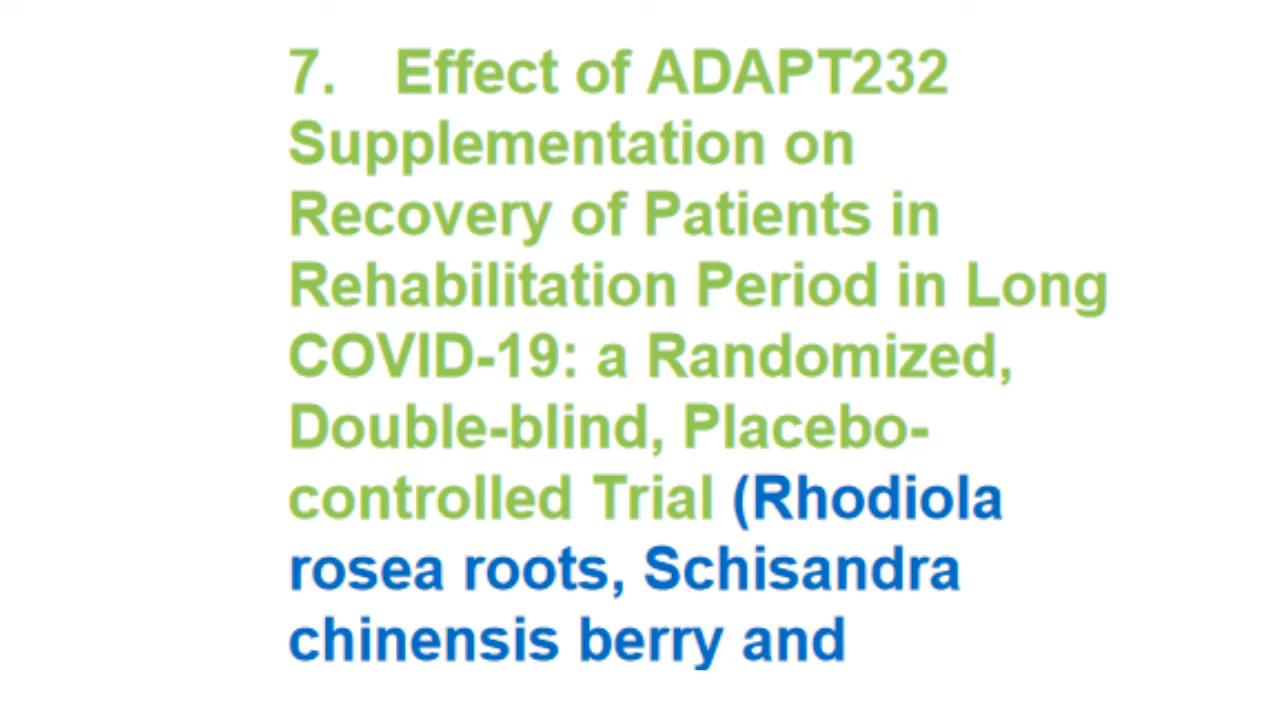 7. Effect of ADAPT232
Supplementation on
Recovery of Patients in
Rehabilitation Period in Long
COVID-19: a Randomized,
Double-blind, Placebo-
controlled Trial (Rhodiola
rosea roots, Schisandra
chinensis berry and